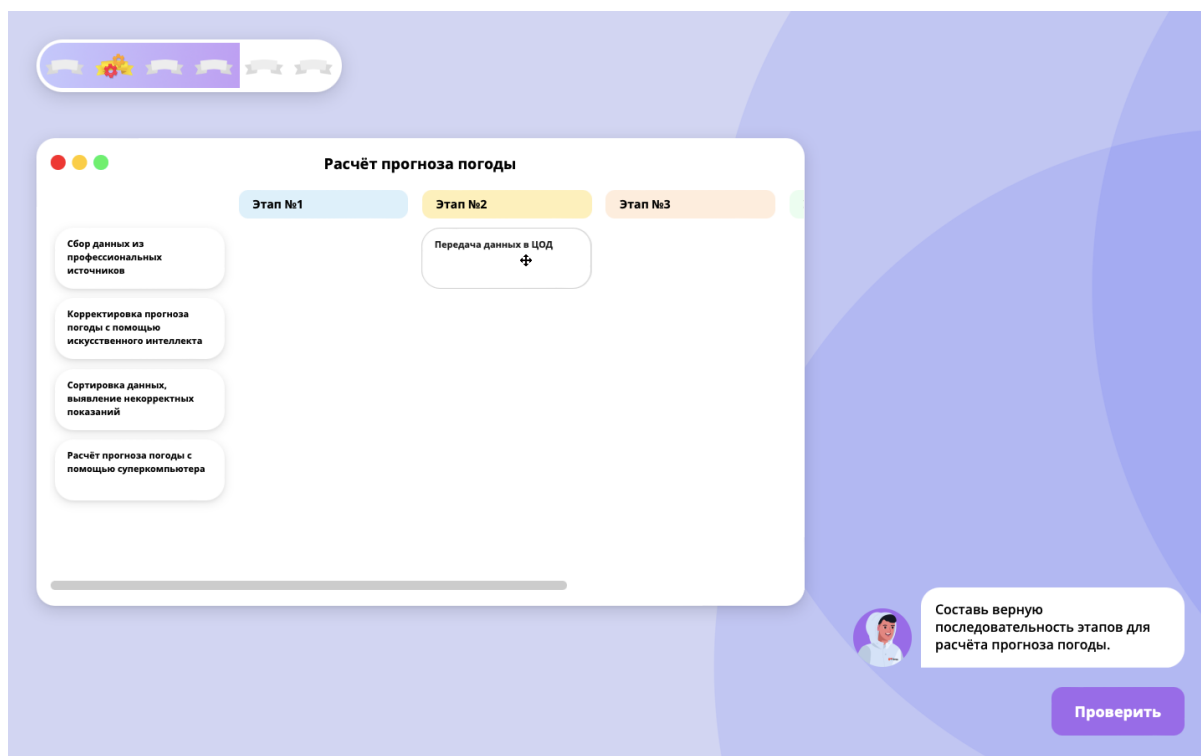 Расчёт прогноза погоды
Этап №1
Этап №2
Этап №3
Сбор данных из
профессиональных
источников
Передача данных в ЦОД
Корректировка прогноза
погоды с помощью
искусственного интеллекта
Сортировка данных,
выявление некорректных
показаний
Расчёт прогноза погоды с
помощью суперкомпьютера
Составь верную
последовательность этапов для
расчёта прогноза погоды.
Проверить